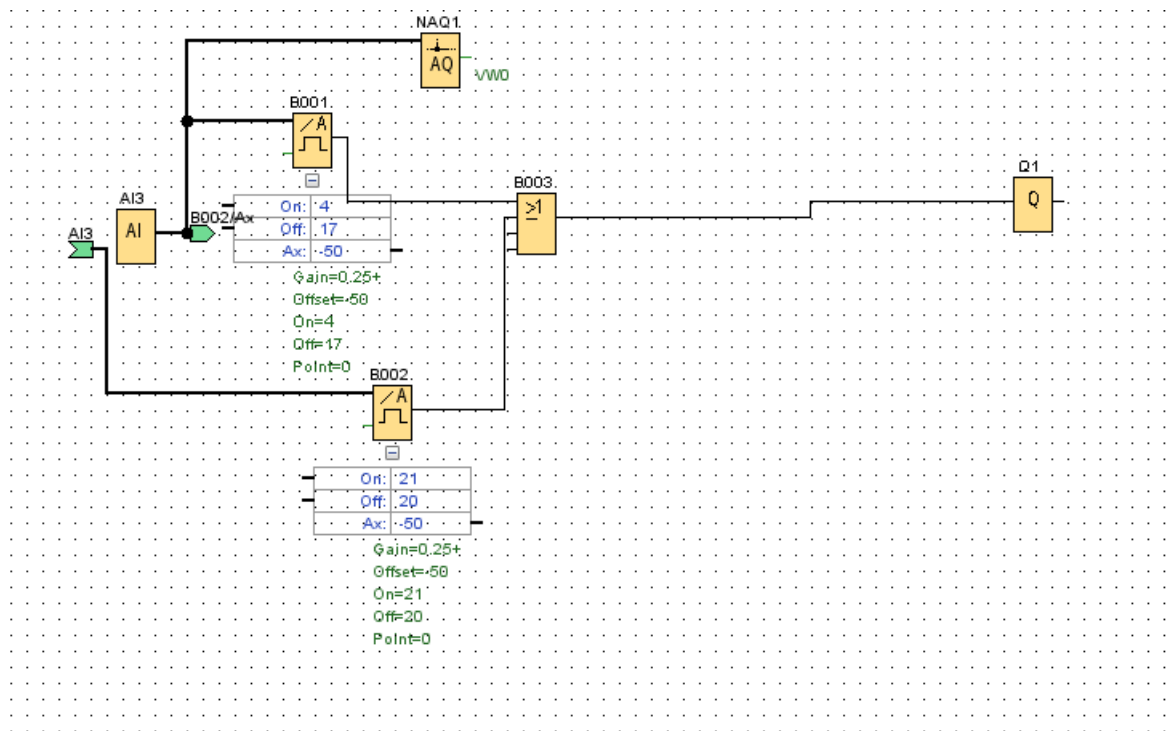 NAQ1
AQ
VW0
B001
/A
Q1
Q
B003
≥1
AI3
AI
B002/Ax
AI3
On: 4
Off: 17
Ax: -50
Gain=0.25+
Offset=-50
On=4
Off=17
Point=0
B002
/A
On: 21
Off: 20
Ax: -50
Gain=0.25+
Offset=-50
On=21
Off=20
Point=0